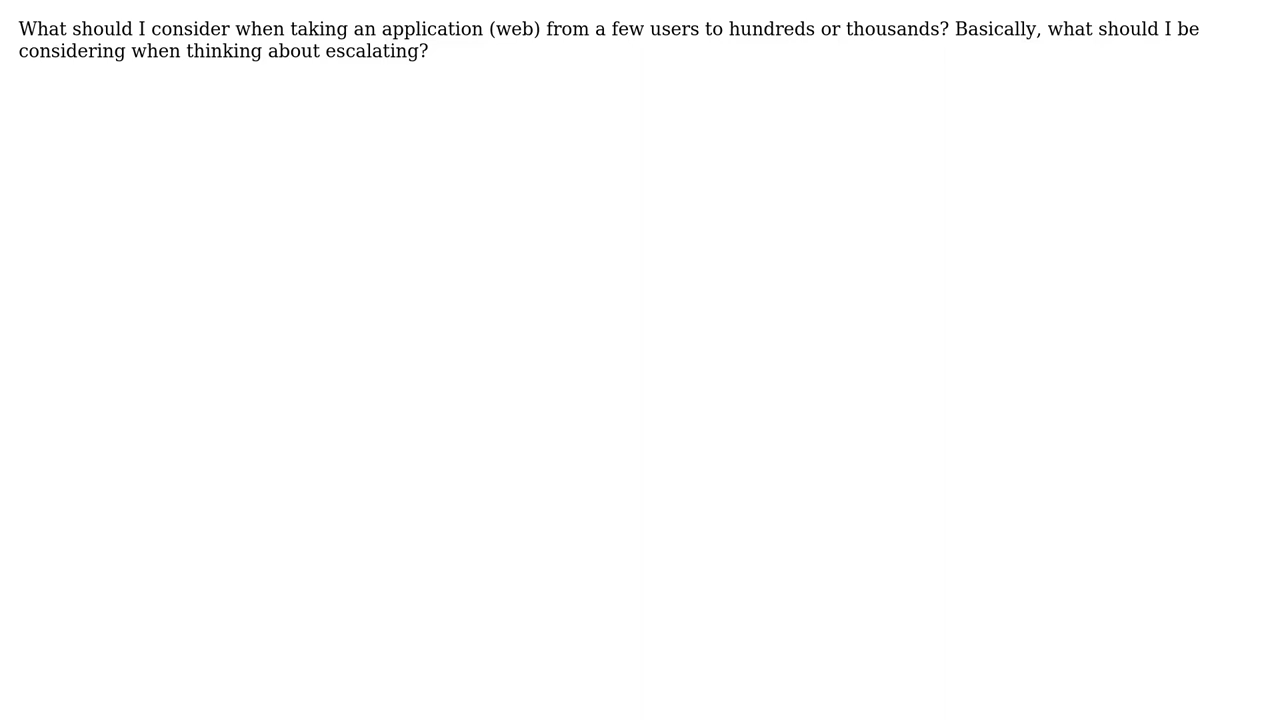 What should I consider when taking an application (web) from a few users to hundreds or thousands? Basically, what should I be
considering when thinking about escalating?